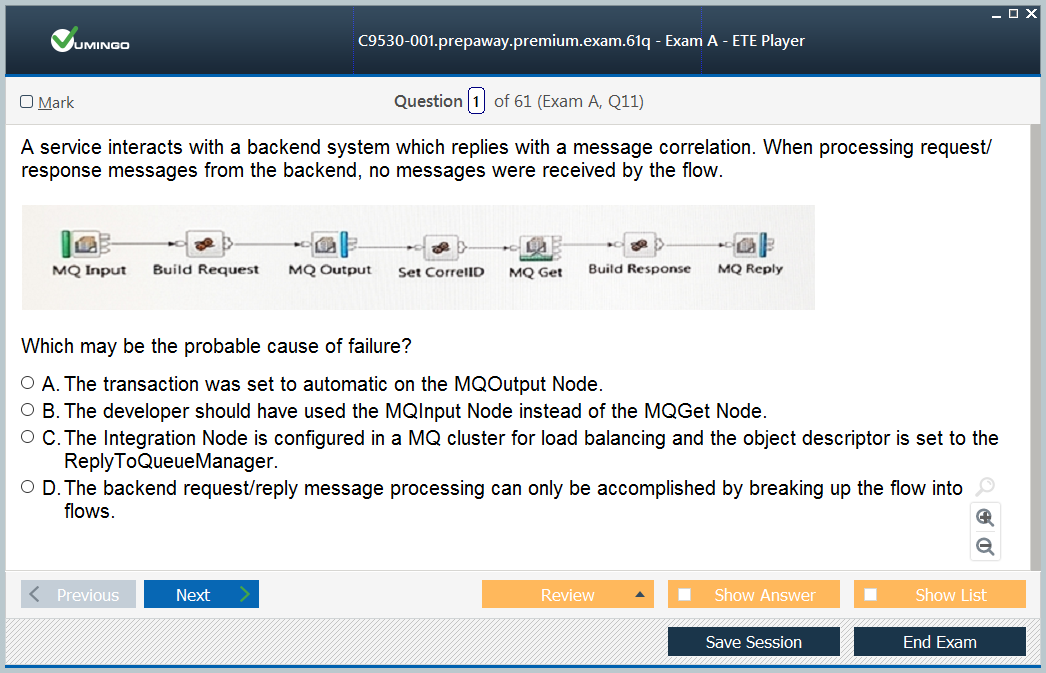 VUMINGO
C9530-001.prepaway.premium.exam.61q - Exam A - ETE Player
Mark
Question 1 of 61 (Exam A, Q11)
A service interacts with a backend system which replies with a message correlation. When processing request/
response messages from the backend, no messages were received by the flow.
MQ Input Build Request MQ Output Set CorrelID MQ Get Build Response MQ Reply
Which may be the probable cause of failure?
A. The transaction was set to automatic on the MQOutput Node.
B. The developer should have used the MQInput Node instead of the MQGet Node.
C. The Integration Node is configured in a MQ cluster for load balancing and the object descriptor is set to the
ReplyToQueueManager.
D. The backend request/reply message processing can only be accomplished by breaking up the flow into
flows.
Previous Next Review Show Answer Show List
Save Session End Exam